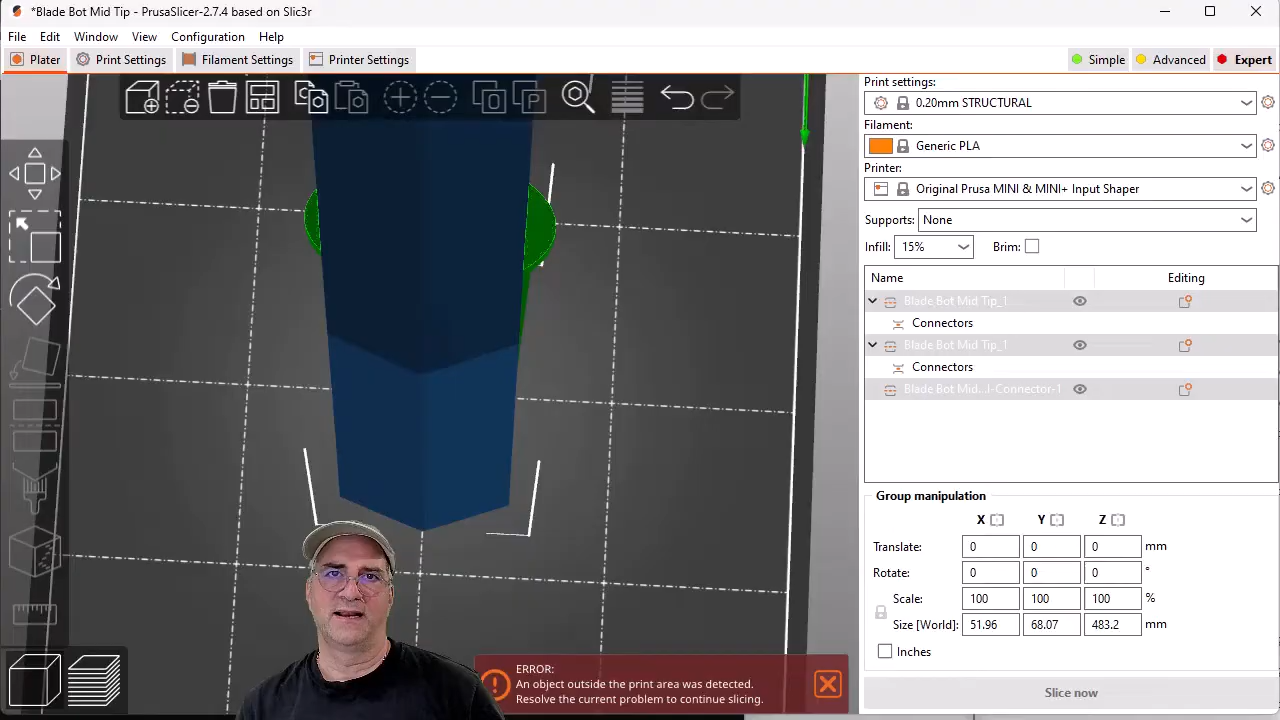 *Blade Bot Mid Tip - PrusaSlicer-2.7.4 based on Slic3r
File Edit Window View Configuration Help
Plater Print Settings Filament Settings Printer Settings Simple Advanced Expert
Print settings:
0.20mm STRUCTURAL
Filament:
Generic PLA
Printer:
Original Prusa MINI & MINI+ Input Shaper
Supports: None
Infill: 15% Brim:
Name Editing
Blade Bot Mid Tip_1
Connectors
Blade Bot Mid Tip_1
Connectors
Blade Bot Mid...l-Connector-1
Group manipulation
X Y Z
Translate: 0 0 0 mm
Rotate: 0 0 0 °
Scale: 100 100 100 %
Size [World]: 51.96 68.07 483.2 mm
Inches
Slice now
ERROR:
An object outside the print area was detected.
Resolve the current problem to continue slicing.